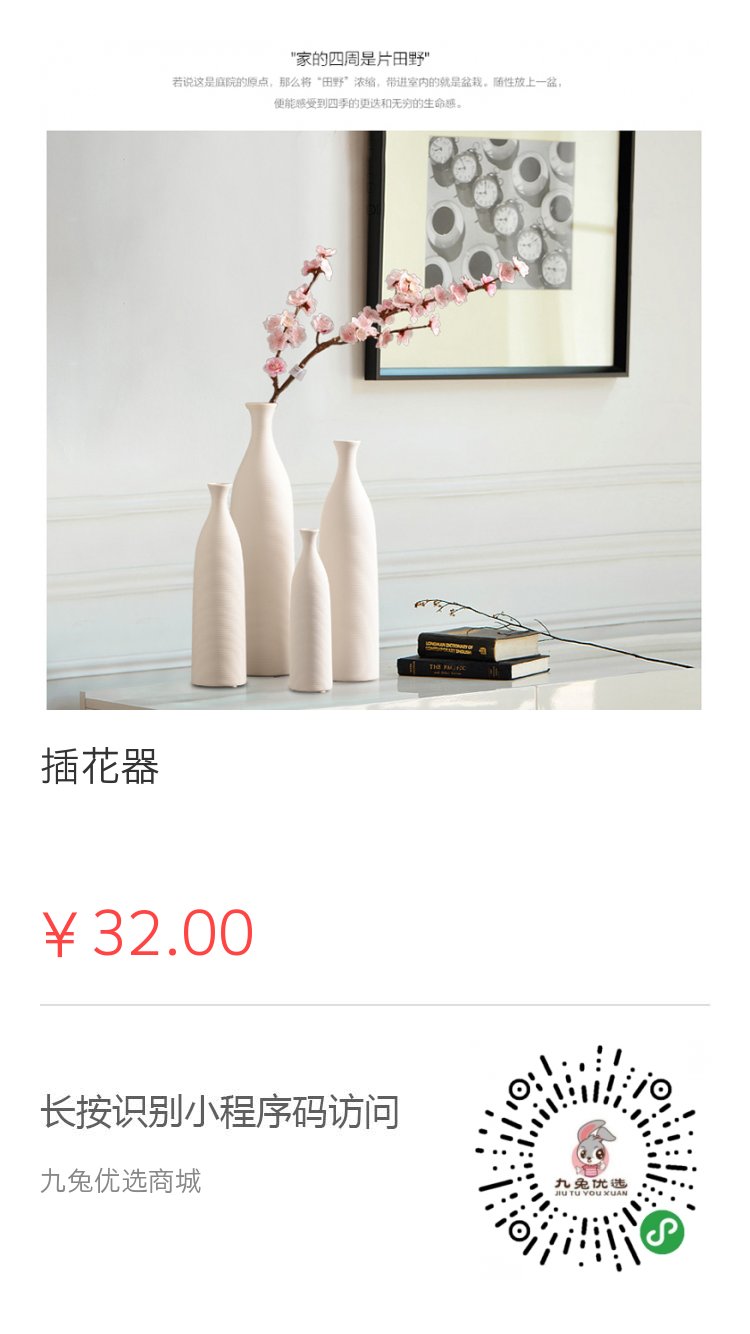 "家的四周是片田野"
若说这是庭院的原点，那么将“田野”浓缩，带进室内的就是盆栽。随性放上一盆，
便能感受到四季的更迭和无穷的生命感。
LONGMAN DICTIONARY OF
CONTEMPORARY ENGLISH
插花器
￥32.00
长按识别小程序码访问
九兔优选商城
九兔优选
JIU TU YOU XUAN